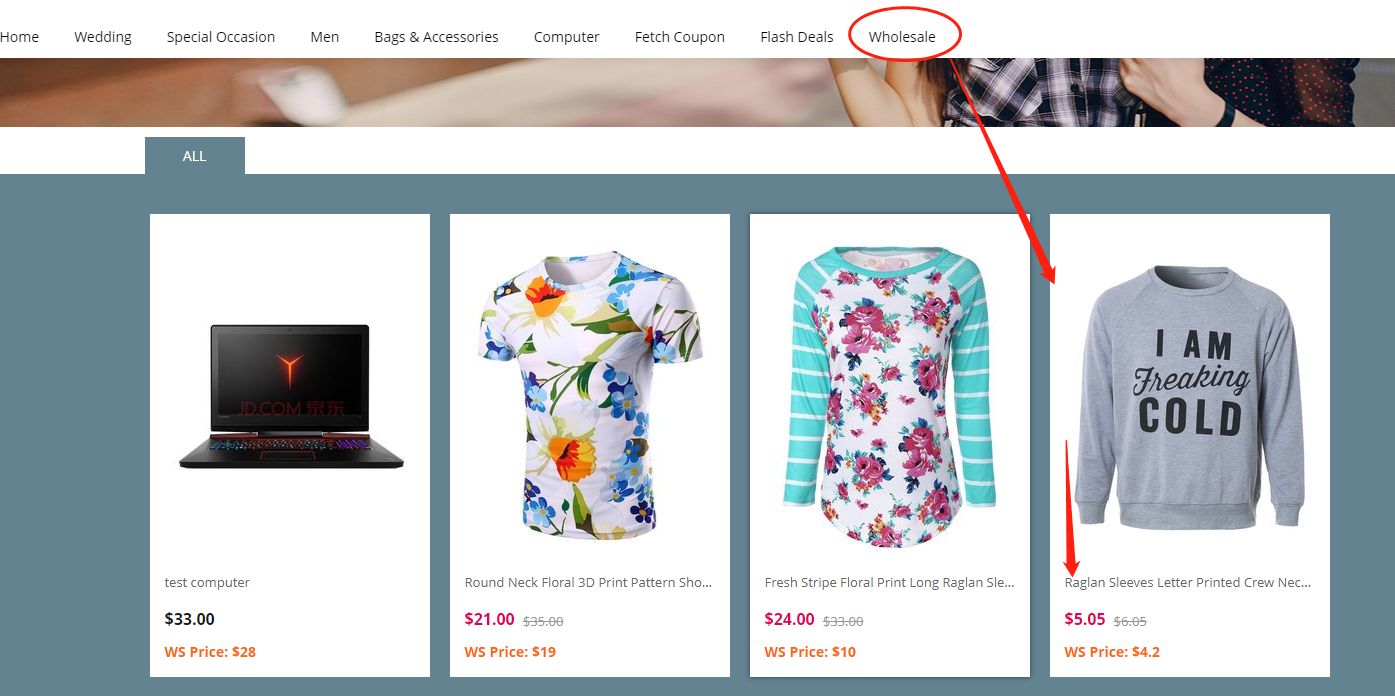 Home Wedding Special Occasion Men Bags & Accessories Computer Fetch Coupon Flash Deals Wholesale
ALL
JD.COM 京东
I AM
Freaking
COLD
test computer
$33.00
WS Price: $28
Round Neck Floral 3D Print Pattern Sho...
$21.00 $35.00
WS Price: $19
Fresh Stripe Floral Print Long Raglan Sle...
$24.00 $33.00
WS Price: $10
Raglan Sleeves Letter Printed Crew Nec...
$5.05 $6.05
WS Price: $4.2